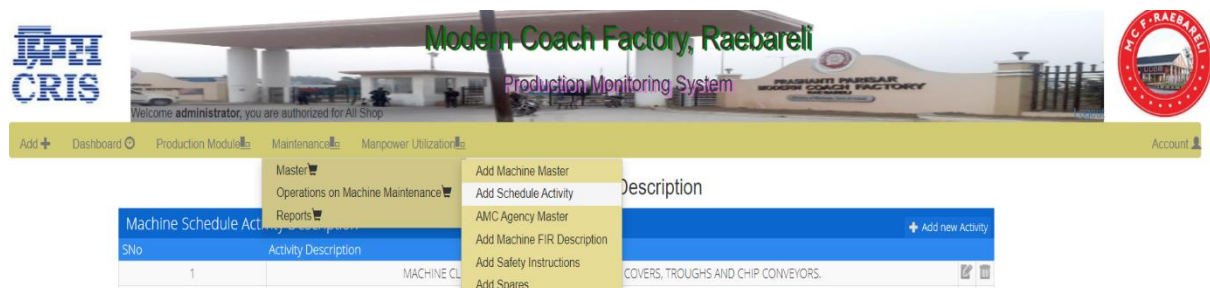 क्रिस
CRIS
Modern Coach Factory, Raebareli
Production Monitoring System
PRASHANTI PARISAR
MODERN COACH FACTORY
Welcome administrator, you are authorized for All Shop
Add
Dashboard
Production Module
Maintenance
Manpower Utilization
Account
Master
Operations on Machine Maintenance
Reports
Add Machine Master
Add Schedule Activity
AMC Agency Master
Add Machine FIR Description
Add Safety Instructions
Add Spares
Description
Machine Schedule Act
Add new Activity
SNo
Activity Description
1
MACHINE CL
COVERS, TROUGHS AND CHIP CONVEYORS.